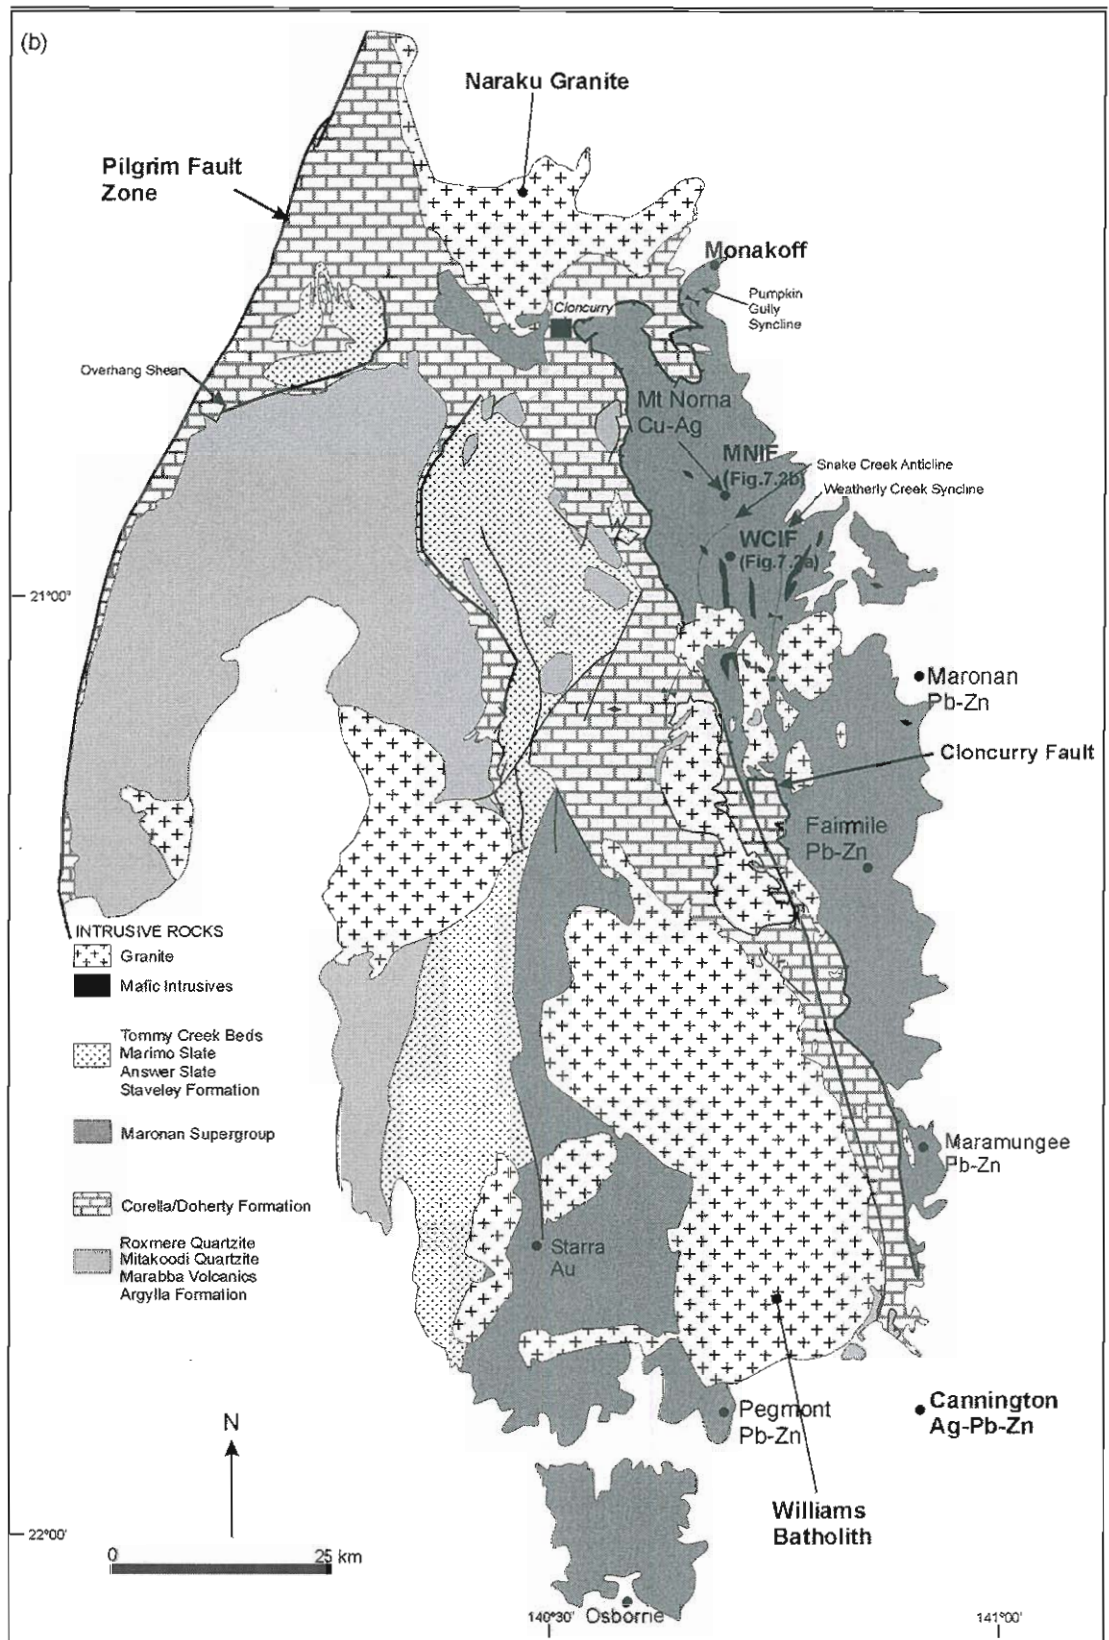 (b)
Naraku Granite
Pilgrim Fault
Zone
Monakoff
Pumpkin
Gully
Syncline
Cloncurry
Overhang Shear
Mt Norna
Cu-Ag
MNIF
(Fig.7.2b)
Snake Creek Anticline
Weatherly Creek Syncline
WCIF
(Fig.7.2a)
21°00'
Maronan
Pb-Zn
Cloncurry Fault
Fairmile
Pb-Zn
INTRUSIVE ROCKS
Granite
Mafic Intrusives
Tommy Creek Beds
Marimo Slate
Answer Slate
Staveley Formation
Maronan Supergroup
Maramungee
Pb-Zn
Corella/Doherty Formation
Roxmere Quartzite
Mitakoodi Quartzite
Marabba Volcanics
Argylla Formation
Starra
Au
Pegmont
Pb-Zn
Cannington
Ag-Pb-Zn
N
Williams
Batholith
22°00'
0 25 km
Osborne
140°30'
141°00'